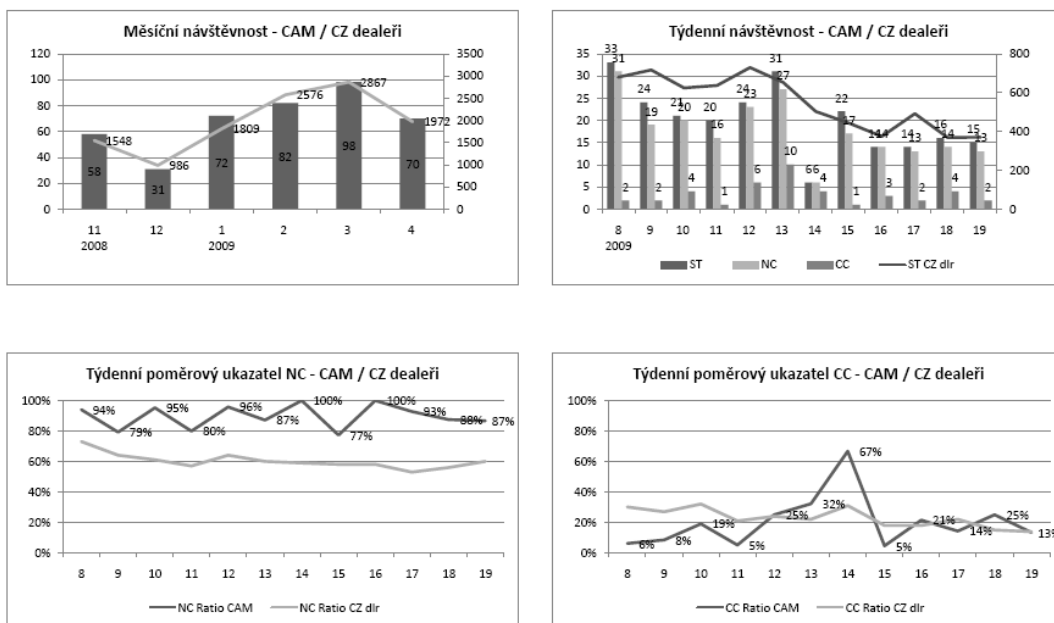 Měsíční návštěvnost - CAM / CZ dealeři
120 3500
100 3000
80 2500
60 2000
40 1500
20 1000
0 500
0
1548 986 1809 2576 2867 1972
58 31 72 82 98 70
11 12 1 2 3 4
2008 2009
Týdenní návštěvnost - CAM / CZ dealeři
35 800
30 600
25 400
20 200
15 0
10
5
0
33 31 2
24 19 2
21 20 4
20 16 1
24 23 6
31 27 10
6 6 4
22 17 1
14 14 3
14 13 2
16 14 4
15 13 2
8 9 10 11 12 13 14 15 16 17 18 19
2009
ST NC CC ST CZ dlr
Týdenní poměrový ukazatel NC - CAM / CZ dealeři
100%
80%
60%
40%
20%
0%
94% 79% 95% 80% 96% 87% 100% 77% 100% 93% 88% 87%
8 9 10 11 12 13 14 15 16 17 18 19
NC Ratio CAM NC Ratio CZ dlr
Týdenní poměrový ukazatel CC - CAM / CZ dealeři
100%
80%
60%
40%
20%
0%
6% 8% 19% 5% 25% 32% 67% 5% 21% 14% 25% 13%
8 9 10 11 12 13 14 15 16 17 18 19
CC Ratio CAM CC Ratio CZ dlr